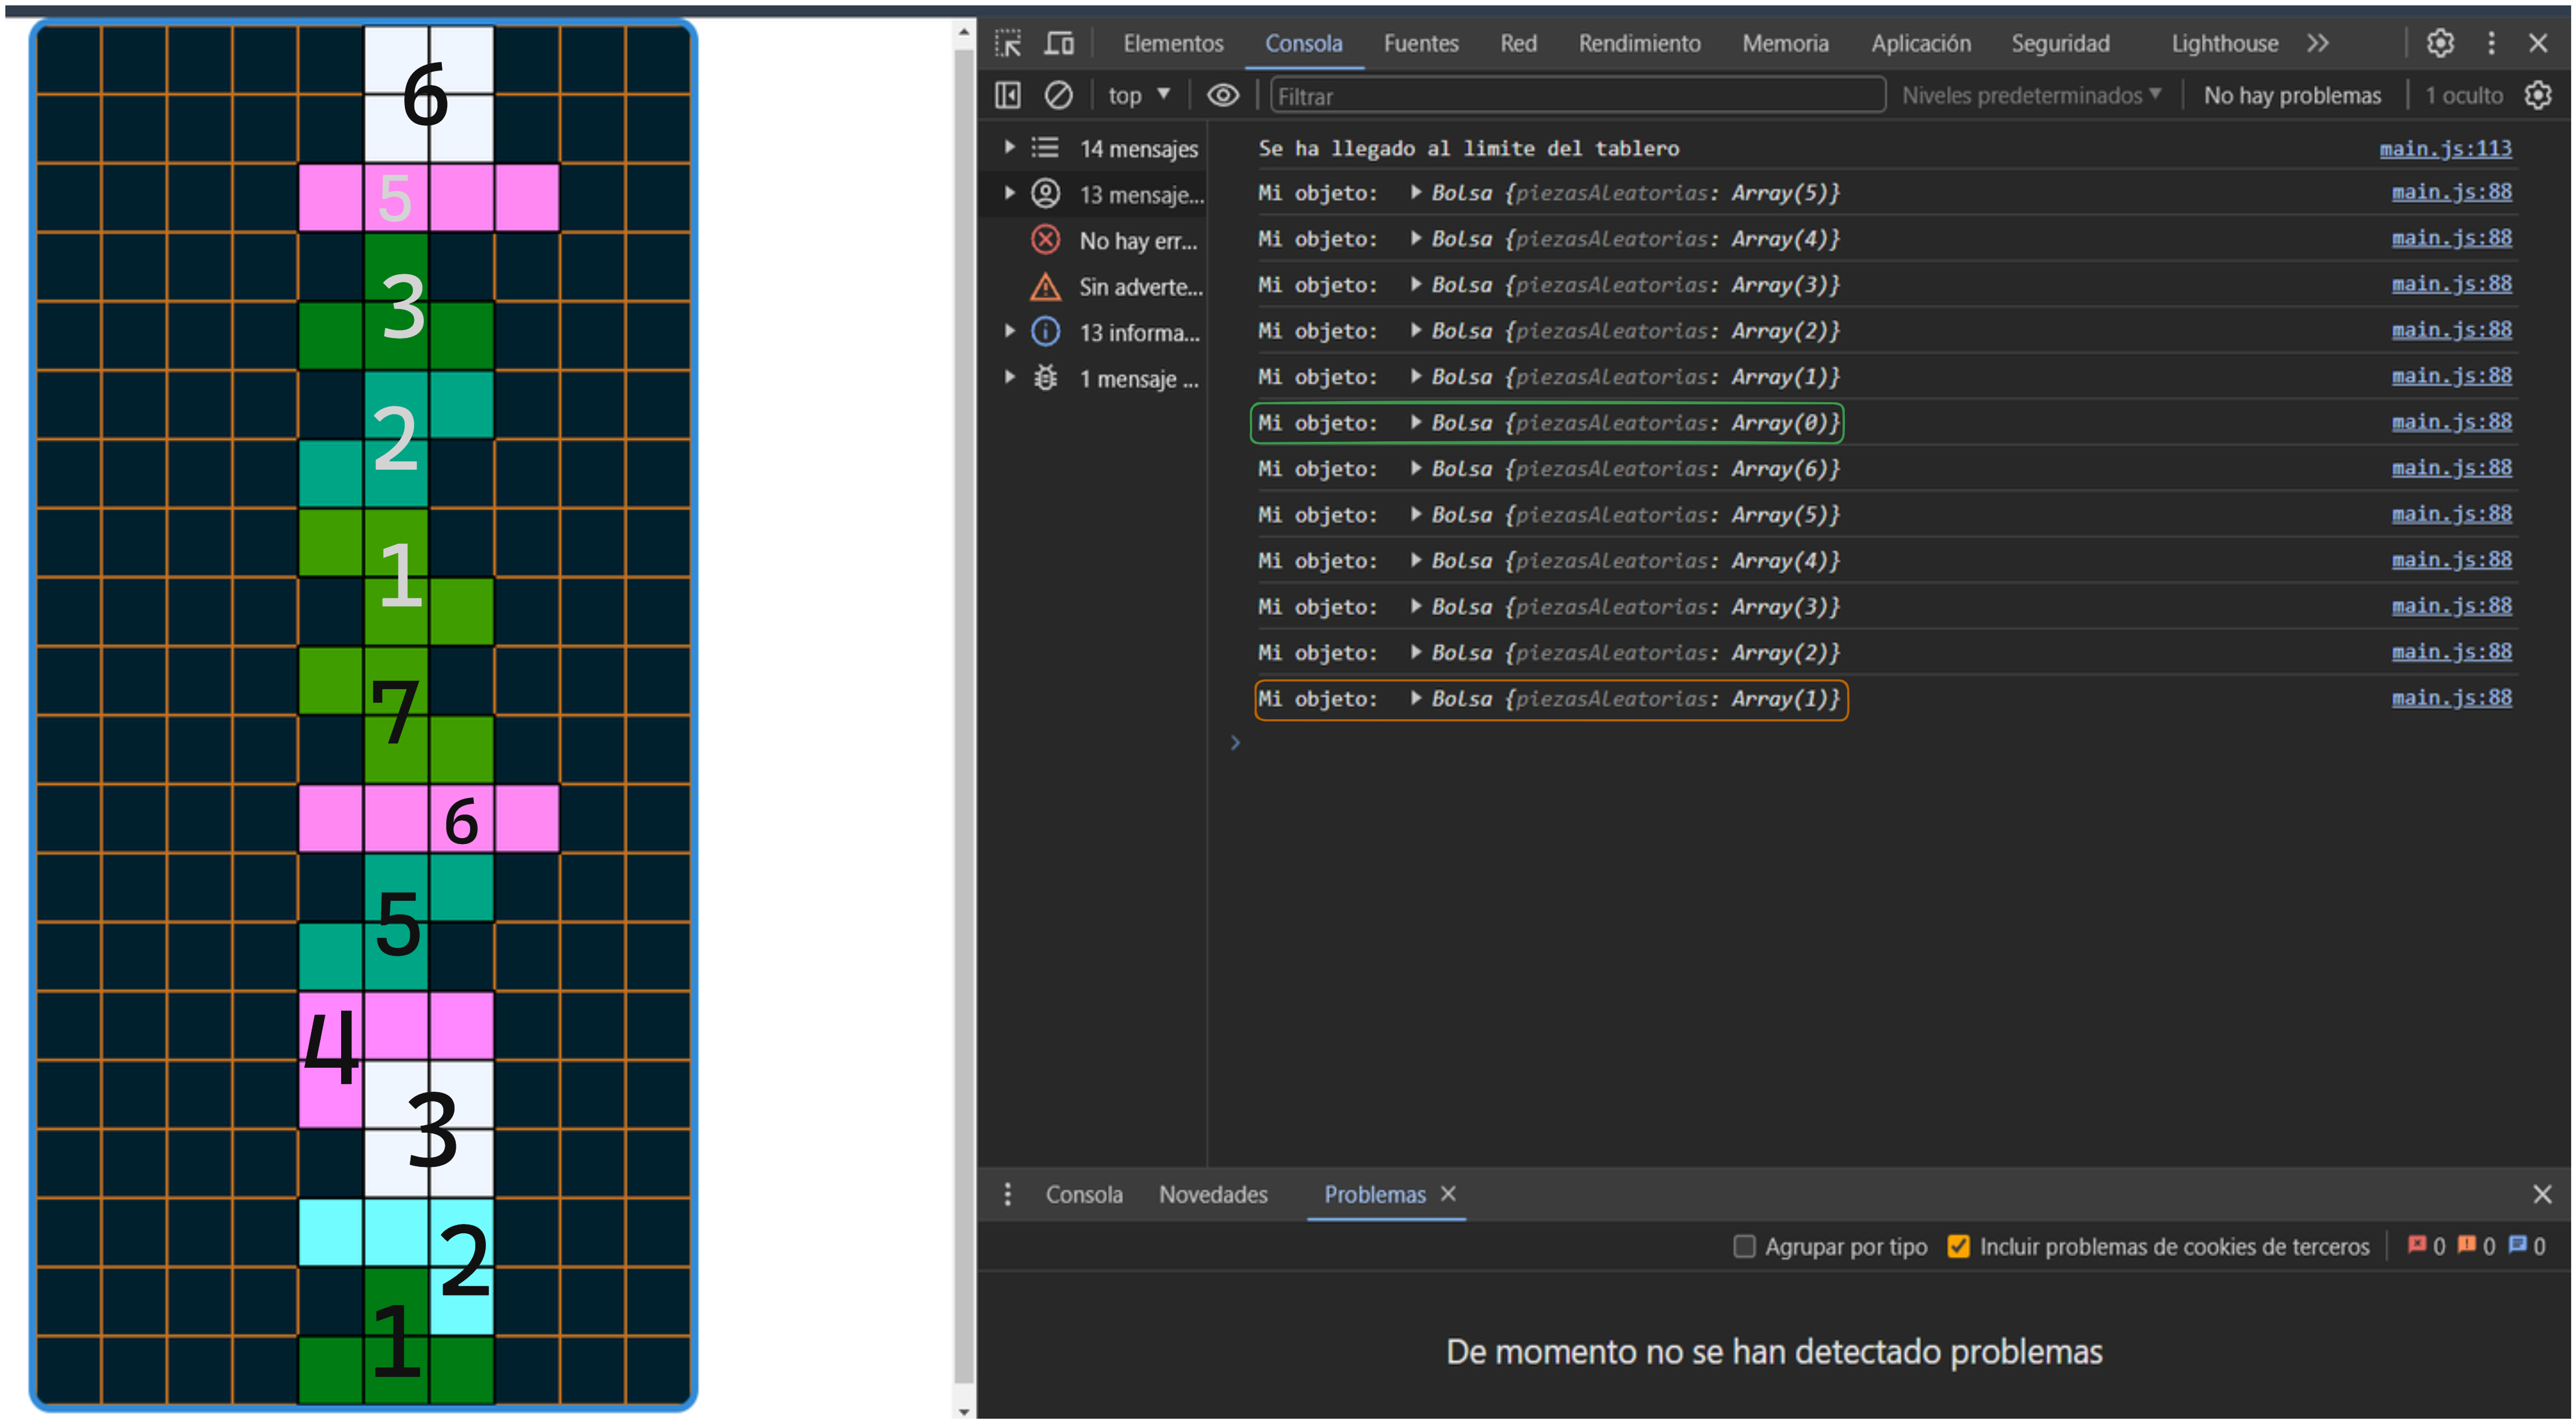 6
5
3
2
1
7
6
5
4
3
2
1
Elementos Consola Fuentes Red Rendimiento Memoria Aplicación Seguridad Lighthouse
top Filtrar Niveles predeterminados No hay problemas 1 oculto
14 mensajes
13 mensaje...
No hay err...
Sin adverte...
13 informa...
1 mensaje ...
Se ha llegado al limite del tablero main.js:113
Mi objeto: Bolsa {piezasAleatorias: Array(5)} main.js:88
Mi objeto: Bolsa {piezasAleatorias: Array(4)} main.js:88
Mi objeto: Bolsa {piezasAleatorias: Array(3)} main.js:88
Mi objeto: Bolsa {piezasAleatorias: Array(2)} main.js:88
Mi objeto: Bolsa {piezasAleatorias: Array(1)} main.js:88
Mi objeto: Bolsa {piezasAleatorias: Array(0)} main.js:88
Mi objeto: Bolsa {piezasAleatorias: Array(6)} main.js:88
Mi objeto: Bolsa {piezasAleatorias: Array(5)} main.js:88
Mi objeto: Bolsa {piezasAleatorias: Array(4)} main.js:88
Mi objeto: Bolsa {piezasAleatorias: Array(3)} main.js:88
Mi objeto: Bolsa {piezasAleatorias: Array(2)} main.js:88
Mi objeto: Bolsa {piezasAleatorias: Array(1)} main.js:88
Consola Novedades Problemas
Agrupar por tipo Incluir problemas de cookies de terceros 0 0 0
De momento no se han detectado problemas